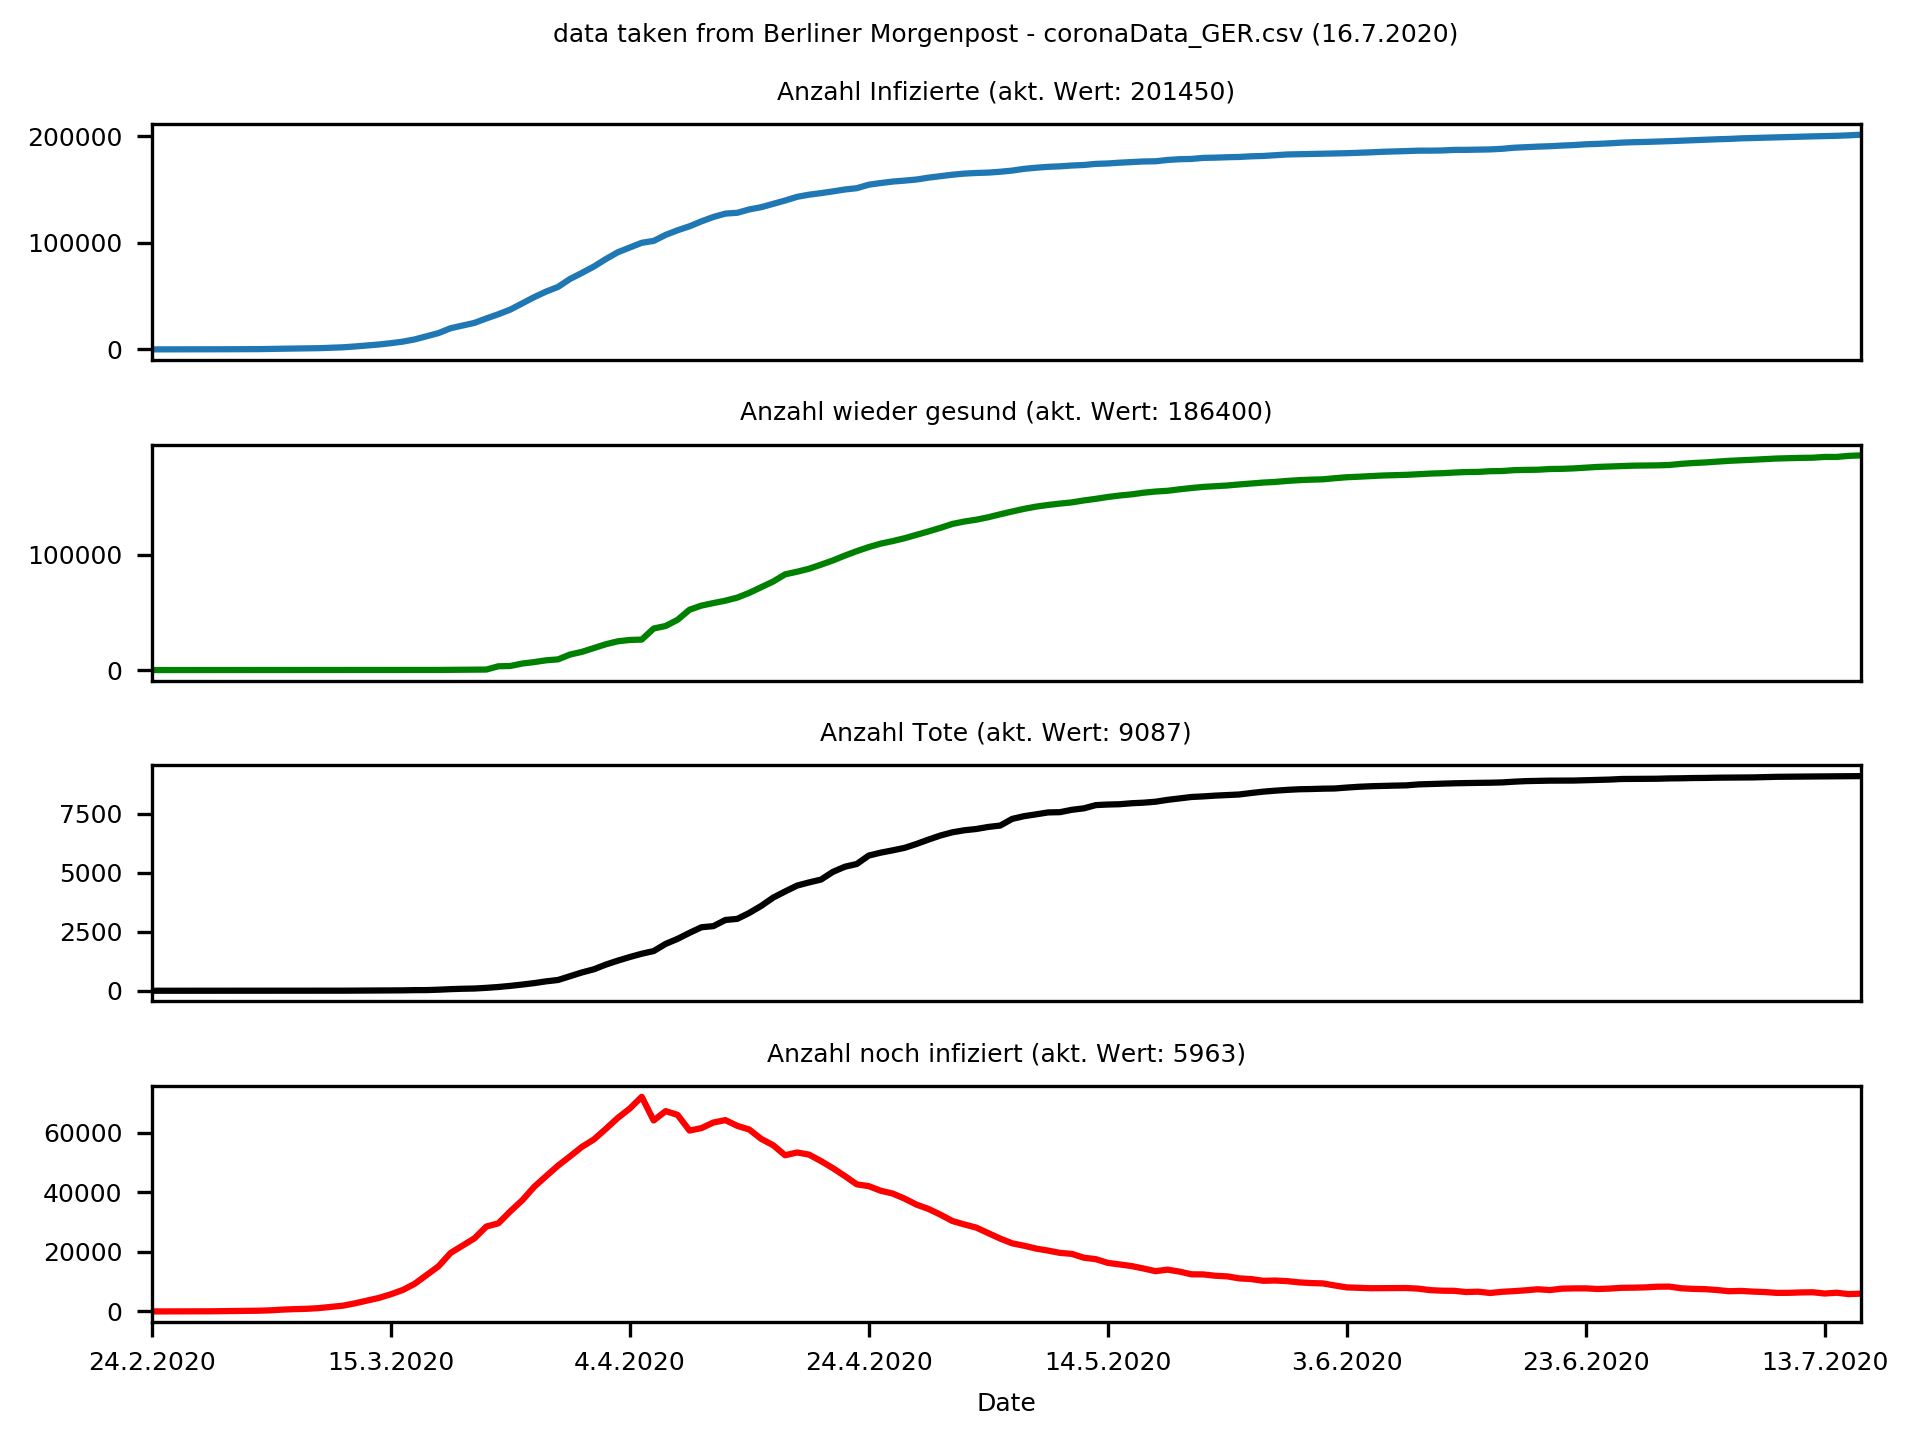 data taken from Berliner Morgenpost - coronaData_GER.csv (16.7.2020)
Anzahl Infizierte (akt. Wert: 201450)
200000
100000
0
Anzahl wieder gesund (akt. Wert: 186400)
100000
0
Anzahl Tote (akt. Wert: 9087)
7500
5000
2500
0
Anzahl noch infiziert (akt. Wert: 5963)
60000
40000
20000
0
24.2.2020 15.3.2020 4.4.2020 24.4.2020 14.5.2020 3.6.2020 23.6.2020 13.7.2020
Date